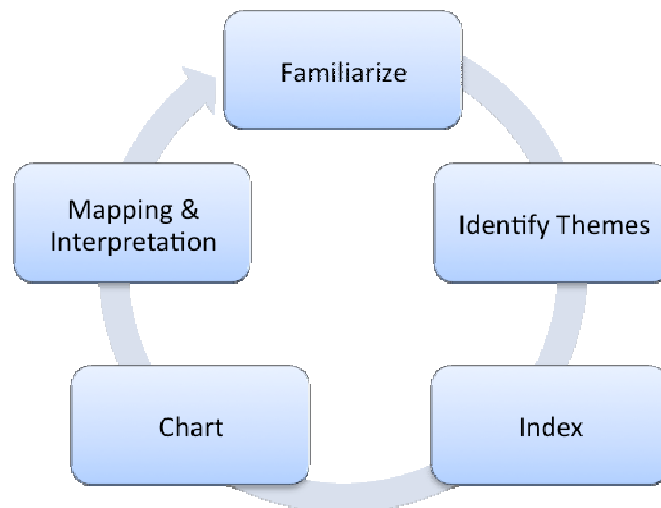 Familiarize
Identify Themes
Index
Chart
Mapping &
Interpretation